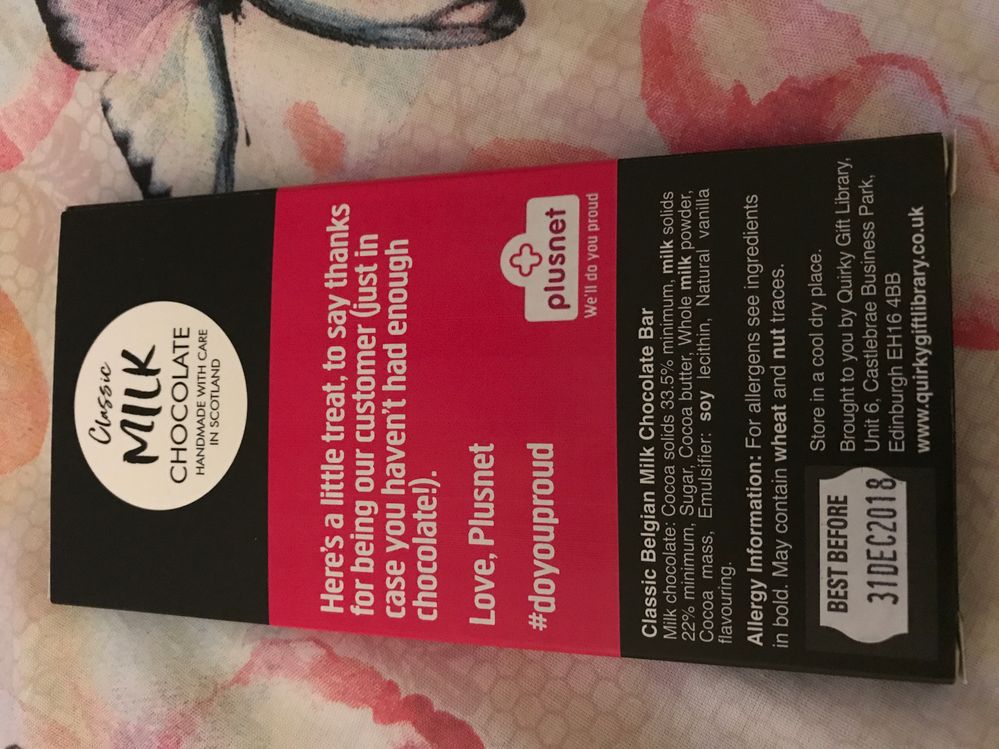 Classic
MILK
CHOCOLATE
HANDMADE WITH CARE
IN SCOTLAND
Here's a little treat, to say thanks
for being our customer (just in
case you haven't had enough
chocolate!).
Love, Plusnet
#doyouproud
plusnet
We'll do you proud
Classic Belgian Milk Chocolate Bar
Milk chocolate: Cocoa solids 33.5% minimum, milk solids
22% minimum, Sugar, Cocoa butter, Whole milk powder,
Cocoa mass, Emulsifier: soy lecithin, Natural vanilla
flavouring.
Allergy Information: For allergens see ingredients
in bold. May contain wheat and nut traces.
BEST BEFORE
31DEC2018
Store in a cool dry place.
Brought to you by Quirky Gift Library,
Unit 6, Castlebrae Business Park,
Edinburgh EH16 4BB
www.quirkygiftlibrary.co.uk